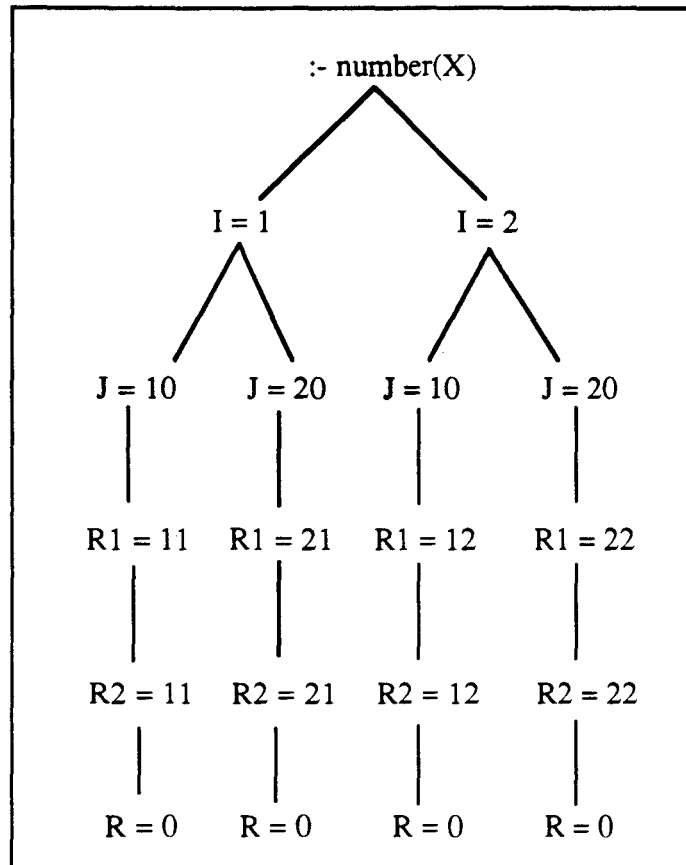 :- number(X)
I = 1 I = 2
J = 10 J = 20 J = 10 J = 20
R1 = 11 R1 = 21 R1 = 12 R1 = 22
R2 = 11 R2 = 21 R2 = 12 R2 = 22
R = 0 R = 0 R = 0 R = 0